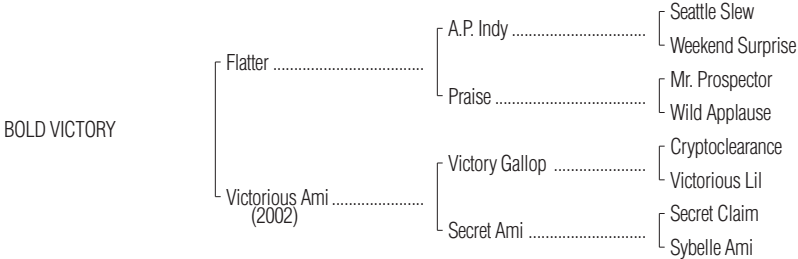 Seattle Slew
A.P. Indy ..................................
Weekend Surprise
Flatter ......................................
Mr. Prospector
Praise ......................................
Wild Applause
BOLD VICTORY
Cryptoclearance
Victory Gallop .......................
Victorious Lil
Victorious Ami .......................
(2002)
Secret Claim
Secret Ami ..............................
Sybelle Ami